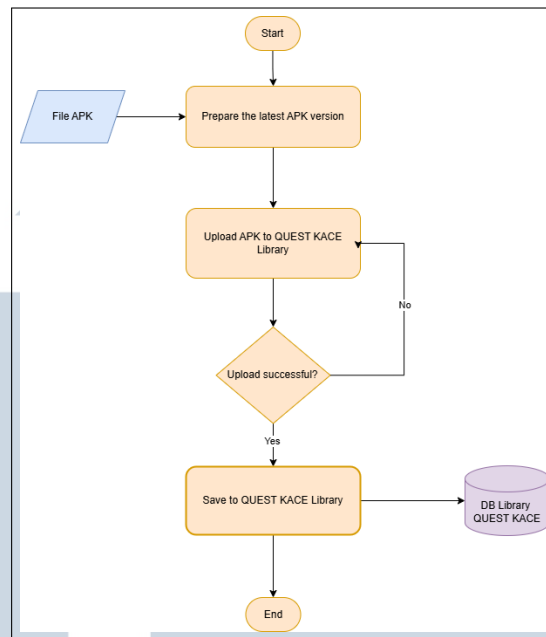 Start
File APK
Prepare the latest APK version
Upload APK to QUEST KACE
Library
No
Upload successful?
Yes
Save to QUEST KACE Library
DB Library
QUEST KACE
End